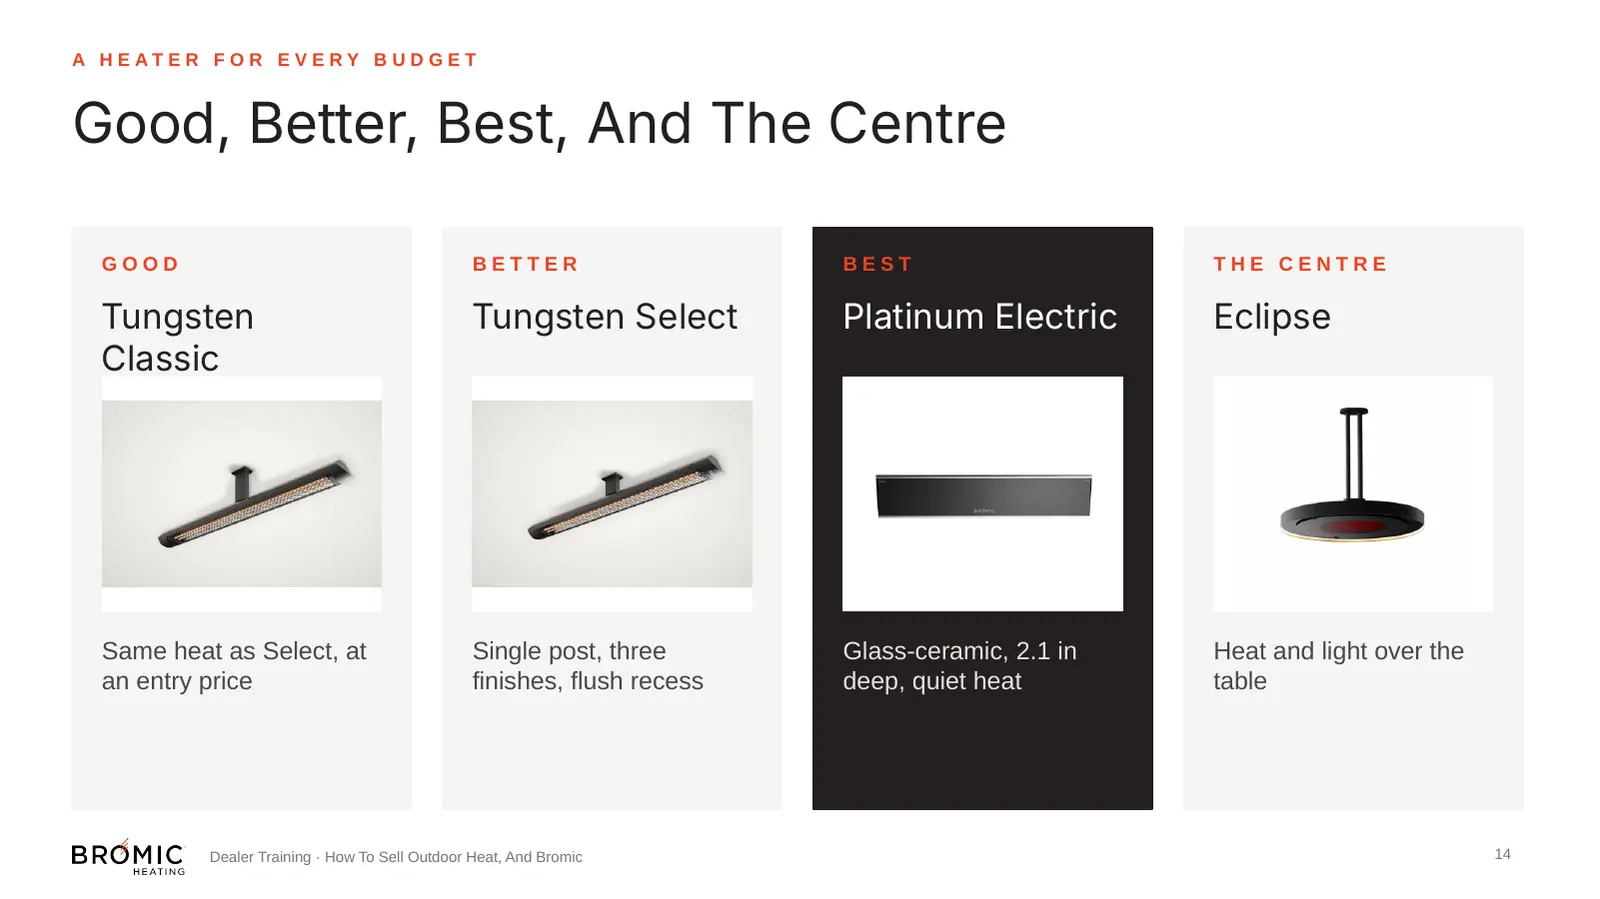 A HEATER FOR EVERY BUDGET
Good, Better, Best, And The Centre
GOOD
Tungsten
Classic
Same heat as Select, at
an entry price
BETTER
Tungsten Select
Single post, three
finishes, flush recess
BEST
Platinum Electric
BROMIC
Glass-ceramic, 2.1 in
deep, quiet heat
THE CENTRE
Eclipse
Heat and light over the
table
BROMIC
HEATING
Dealer Training · How To Sell Outdoor Heat, And Bromic
14